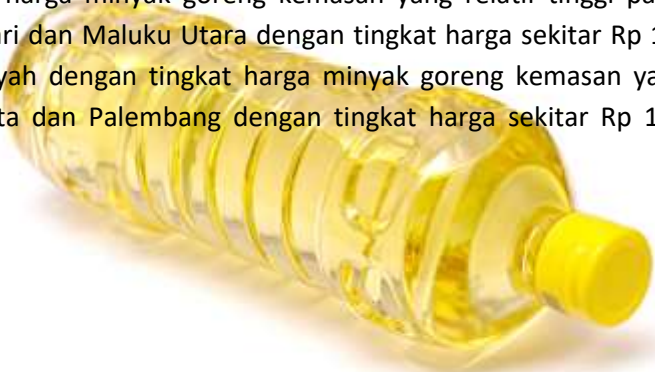 harga minyak goreng kemasan yang relatif tinggi
ri dan Maluku Utara dengan tingkat harga sekitar Rp 1
yah dengan tingkat harga minyak goreng kemasan ya
ta dan Palembang dengan tingkat harga sekitar Rp 1